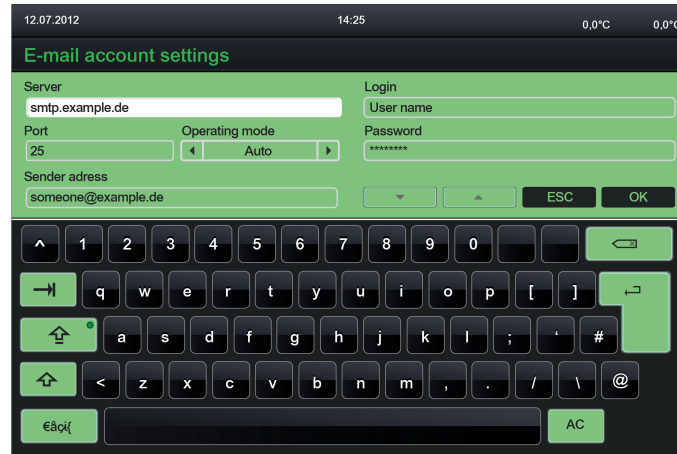 12.07.2012 14:25 0,0°C 0,0°C
E-mail account settings
Server Login
smtp.example.de User name
Port Operating mode Password
25 Auto ********
Sender adress
someone@example.de ESC OK
^ 1 2 3 4 5 6 7 8 9 0
q w e r t y u i o p [ ]
a s d f g h j k l ; ‘ #
< z x c v b n m , . / \ @
€âçï{ AC